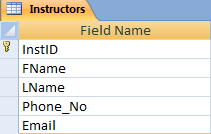 Instructors
Field Name
InstID
FName
LName
Phone_No
Email